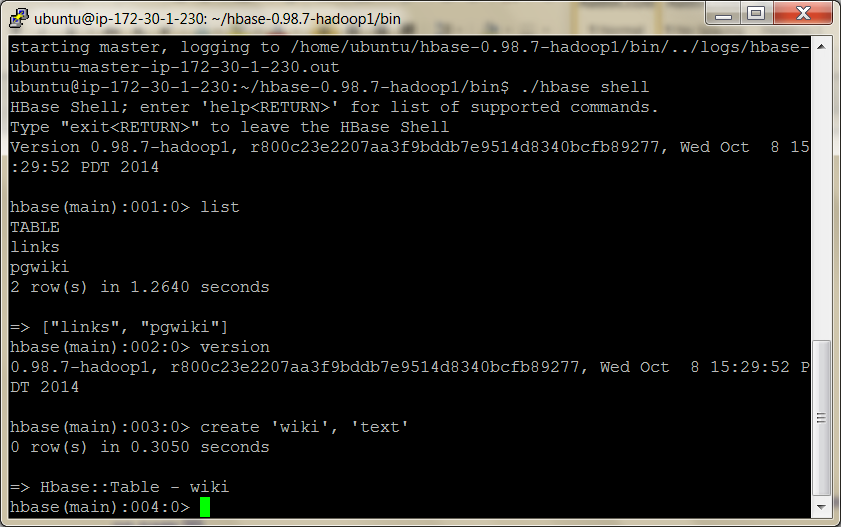 ubuntu@ip-172-30-1-230: ~/hbase-0.98.7-hadoop1/bin
starting master, logging to /home/ubuntu/hbase-0.98.7-hadoop1/bin/../logs/hbase-
ubuntu-master-ip-172-30-1-230.out
ubuntu@ip-172-30-1-230:~/hbase-0.98.7-hadoop1/bin$ ./hbase shell
HBase Shell; enter 'help<RETURN>' for list of supported commands.
Type "exit<RETURN>" to leave the HBase Shell
Version 0.98.7-hadoop1, r800c23e2207aa3f9bddb7e9514d8340bcfb89277, Wed Oct  8 15
:29:52 PDT 2014
hbase(main):001:0> list
TABLE
links
pgwiki
2 row(s) in 1.2640 seconds
=> ["links", "pgwiki"]
hbase(main):002:0> version
0.98.7-hadoop1, r800c23e2207aa3f9bddb7e9514d8340bcfb89277, Wed Oct  8 15:29:52 P
DT 2014
hbase(main):003:0> create 'wiki', 'text'
0 row(s) in 0.3050 seconds
=> Hbase::Table - wiki
hbase(main):004:0>